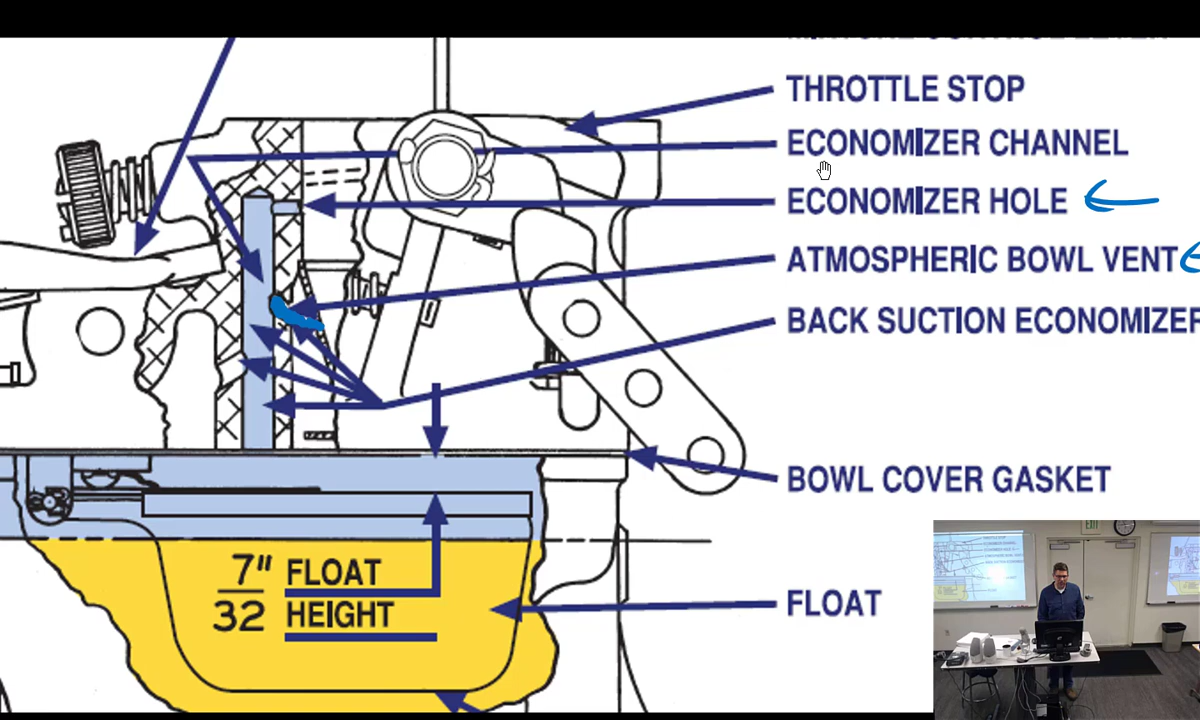 THROTTLE STOP
ECONOMIZER CHANNEL
ECONOMIZER HOLE
ATMOSPHERIC BOWL VENT
BACK SUCTION ECONOMIZER
BOWL COVER GASKET
7"
32
FLOAT
HEIGHT
FLOAT
EXIT